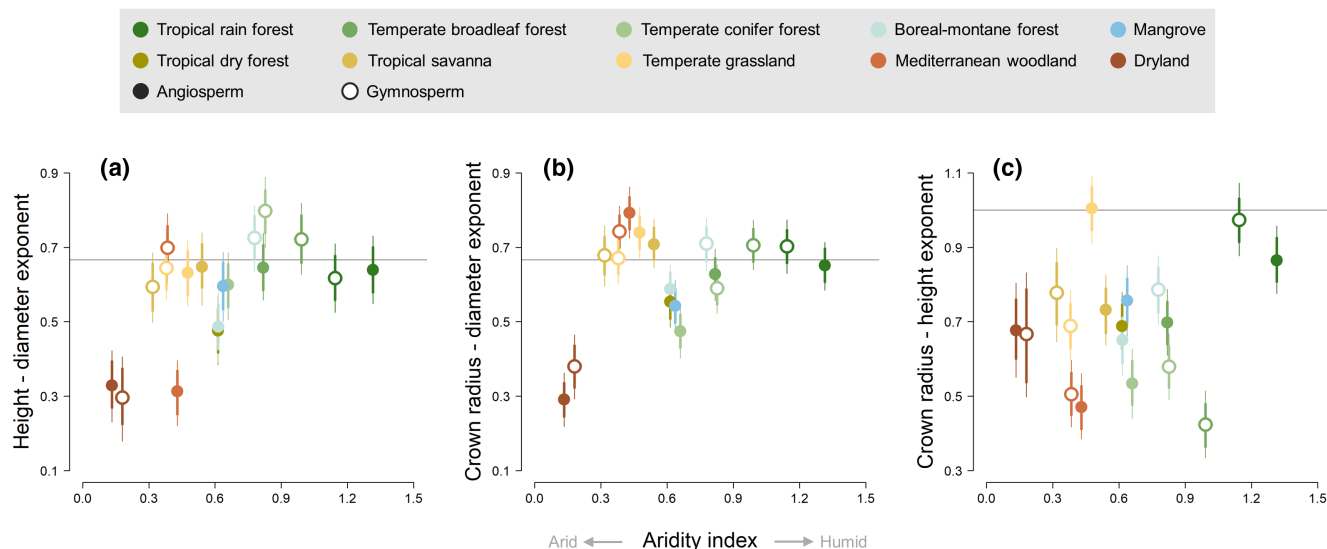 Tropical rain forest Temperate broadleaf forest Temperate conifer forest Boreal-montane forest Mangrove
Tropical dry forest Tropical savanna Temperate grassland Mediterranean woodland Dryland
Angiosperm Gymnosperm
(a)
Height - diameter exponent
0.9
0.7
0.5
0.3
0.1
0.0 0.3 0.6 0.9 1.2 1.5
(b)
Crown radius - diameter exponent
0.9
0.7
0.5
0.3
0.1
0.0 0.3 0.6 0.9 1.2 1.5
(c)
Crown radius - height exponent
1.1
0.9
0.7
0.5
0.3
0.0 0.3 0.6 0.9 1.2 1.5
Arid Aridity index Humid